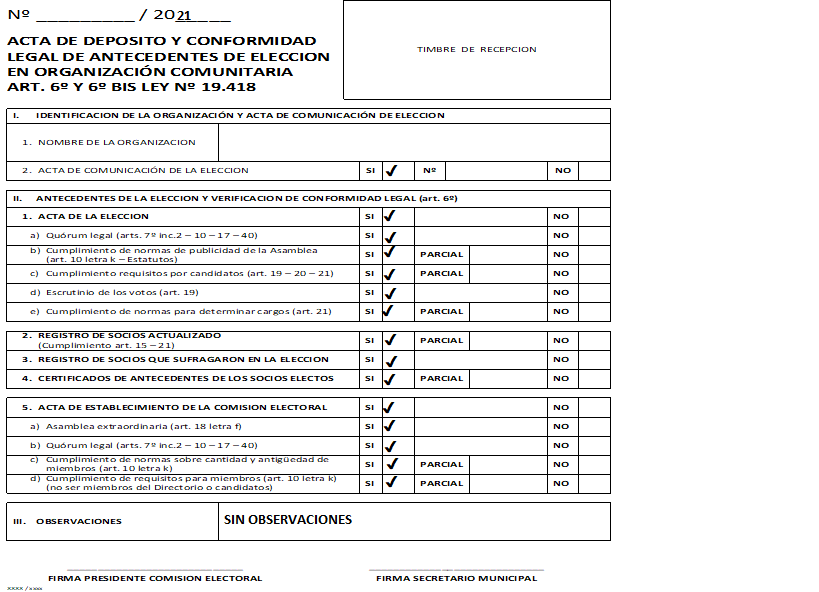 Nº __________ / 2021_____
TIMBRE DE RECEPCION
ACTA DE DEPOSITO Y CONFORMIDAD
LEGAL DE ANTECEDENTES DE ELECCION
EN ORGANIZACIÓN COMUNITARIA
ART. 6º Y 6º BIS LEY Nº 19.418
I. IDENTIFICACION DE LA ORGANIZACIÓN Y ACTA DE COMUNICACIÓN DE ELECCION
1. NOMBRE DE LA ORGANIZACION
2. ACTA DE COMUNICACIÓN DE LA ELECCION SI ✓ Nº NO
II. ANTECEDENTES DE LA ELECCION Y VERIFICACION DE CONFORMIDAD LEGAL (art. 6º)
1. ACTA DE LA ELECCION SI ✓ NO
a) Quórum legal (arts. 7º inc.2 – 10 – 17 – 40) SI ✓ NO
b) Cumplimiento de normas de publicidad de la Asamblea
(art. 10 letra k – Estatutos) SI ✓ PARCIAL NO
c) Cumplimiento requisitos por candidatos (art. 19 – 20 – 21) SI ✓ PARCIAL NO
d) Escrutinio de los votos (art. 19) SI ✓ NO
e) Cumplimiento de normas para determinar cargos (art. 21) SI ✓ PARCIAL NO
2. REGISTRO DE SOCIOS ACTUALIZADO
(Cumplimiento art. 15 – 21) SI ✓ PARCIAL NO
3. REGISTRO DE SOCIOS QUE SUFRAGARON EN LA ELECCION SI ✓ NO
4. CERTIFICADOS DE ANTECEDENTES DE LOS SOCIOS ELECTOS SI ✓ PARCIAL NO
5. ACTA DE ESTABLECIMIENTO DE LA COMISION ELECTORAL SI ✓ NO
a) Asamblea extraordinaria (art. 18 letra f) SI ✓ NO
b) Quórum legal (arts. 7º inc.2 – 10 – 17 – 40) SI ✓ NO
c) Cumplimiento de normas sobre cantidad y antigüedad de
miembros (art. 10 letra k) SI ✓ PARCIAL NO
d) Cumplimiento de requisitos para miembros (art. 10 letra k)
(no ser miembros del Directorio o candidatos) SI ✓ PARCIAL NO
III. OBSERVACIONES SIN OBSERVACIONES
FIRMA PRESIDENTE COMISION ELECTORAL FIRMA SECRETARIO MUNICIPAL
xxxx / xxxx